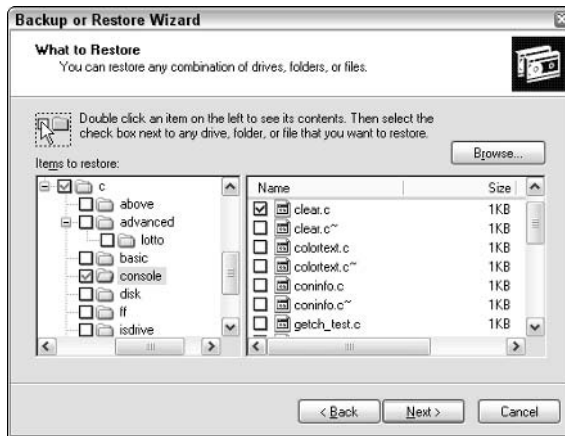 Backup or Restore Wizard
What to Restore
You can restore any combination of drives, folders, or files.
Double click an item on the left to see its contents. Then select the
check box next to any drive, folder, or file that you want to restore.
Browse...
Items to restore:
c
above
advanced
lotto
basic
console
disk
ff
isdrive
Name Size
clear.c 1KB
clear.c~ 1KB
colortext.c 1KB
colortext.c~ 1KB
coninfo.c 1KB
coninfo.c~ 1KB
getch_test.c 1KB
< Back
Next >
Cancel